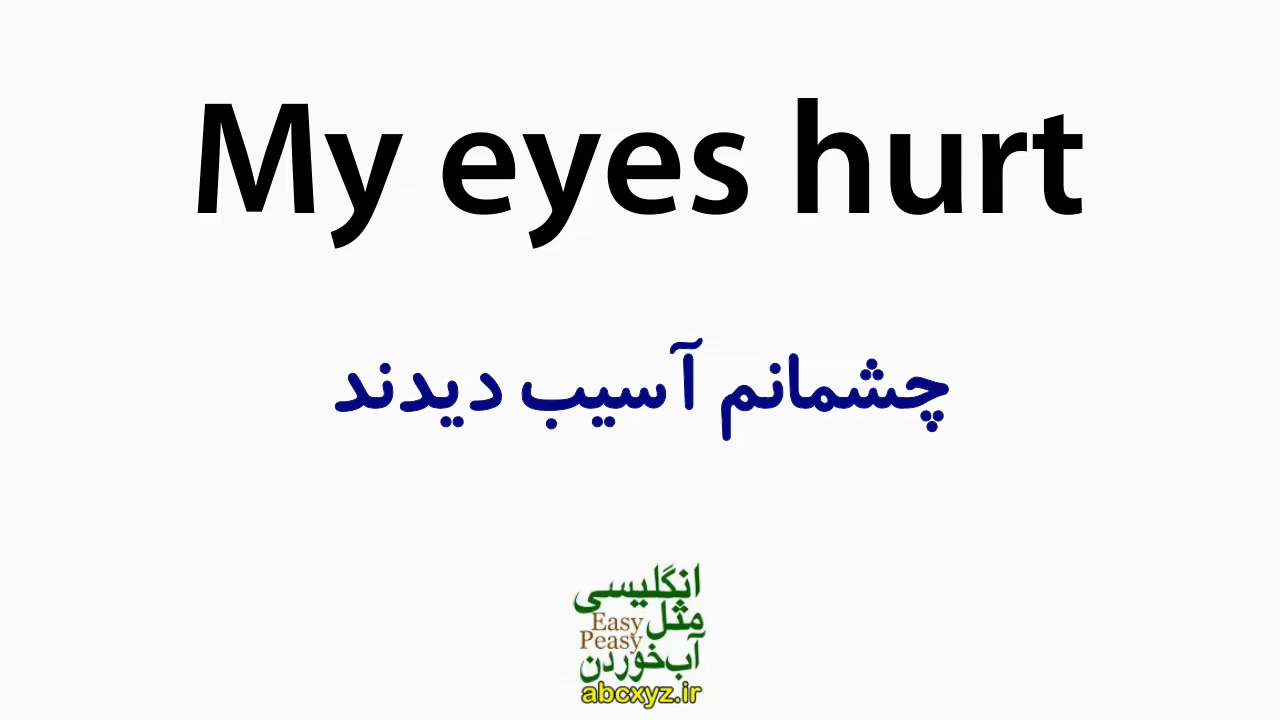 My eyes hurt
چشمانم آسیب دیدند
انگلیسی
مثل Easy
Peasy
آب‌خوردن
abcxyz.ir